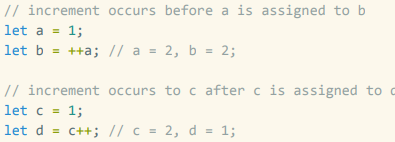 // increment occurs before a is assigned to b
let a = 1;
let b = ++a; // a = 2, b = 2;
// increment occurs to c after c is assigned to
let c = 1;
let d = c++; // c = 2, d = 1;